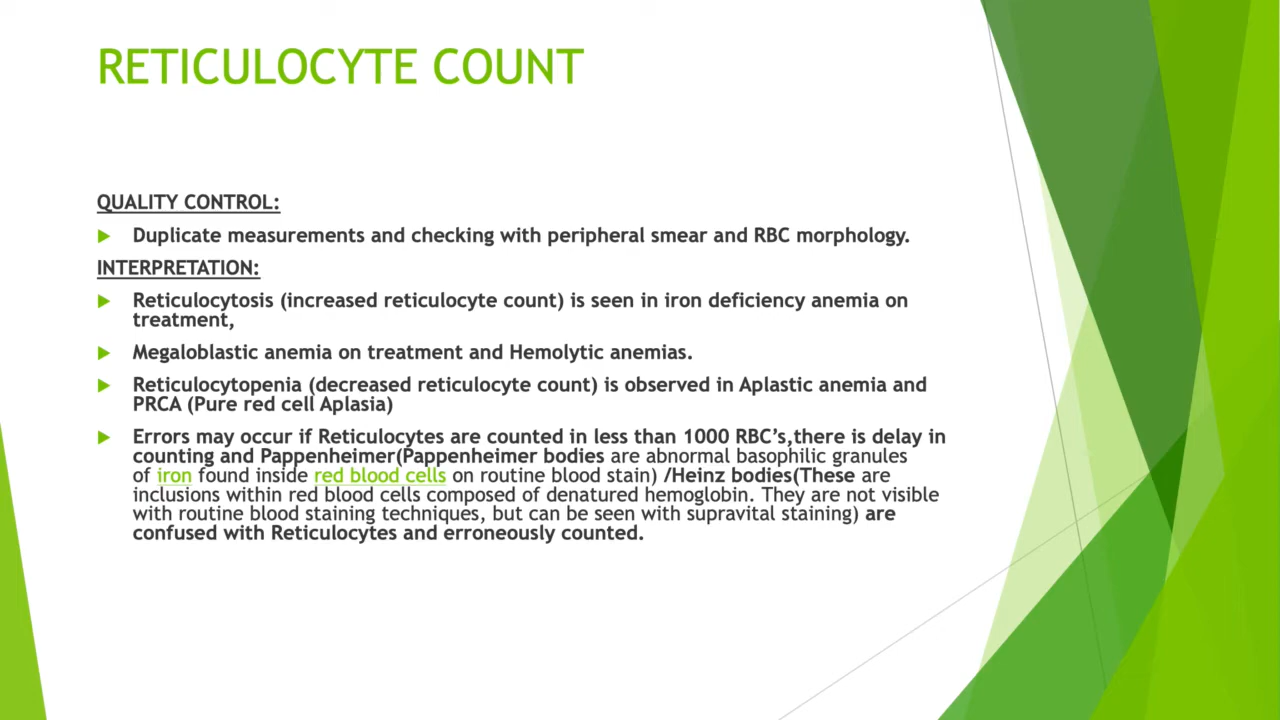 RETICULOCYTE COUNT
QUALITY CONTROL:
Duplicate measurements and checking with peripheral smear and RBC morphology.
INTERPRETATION:
Reticulocytosis (increased reticulocyte count) is seen in iron deficiency anemia on
treatment,
Megaloblastic anemia on treatment and Hemolytic anemias.
Reticulocytopenia (decreased reticulocyte count) is observed in Aplastic anemia and
PRCA (Pure red cell Aplasia)
Errors may occur if Reticulocytes are counted in less than 1000 RBC’s,there is delay in
counting and Pappenheimer(Pappenheimer bodies are abnormal basophilic granules
of iron found inside red blood cells on routine blood stain) /Heinz bodies(These are
inclusions within red blood cells composed of denatured hemoglobin. They are not visible
with routine blood staining techniques, but can be seen with supravital staining) are
confused with Reticulocytes and erroneously counted.